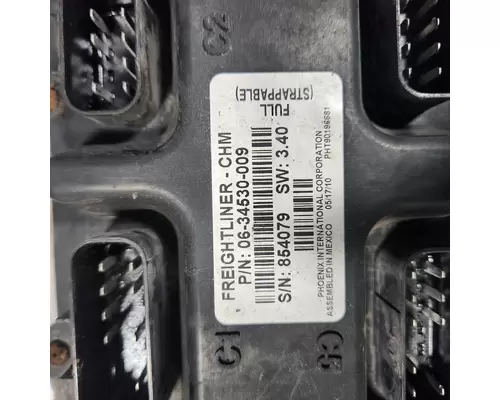 FULL
(STRAPPABLE)
FREIGHTLINER - CHM
P/N: 06-34530-009
S/N: 854079 SW: 3.40
PHOENIX INTERNATIONAL CORPORATION
ASSEMBLED IN MEXICO 05/17/10
PHT90196681
C2
C1
C3